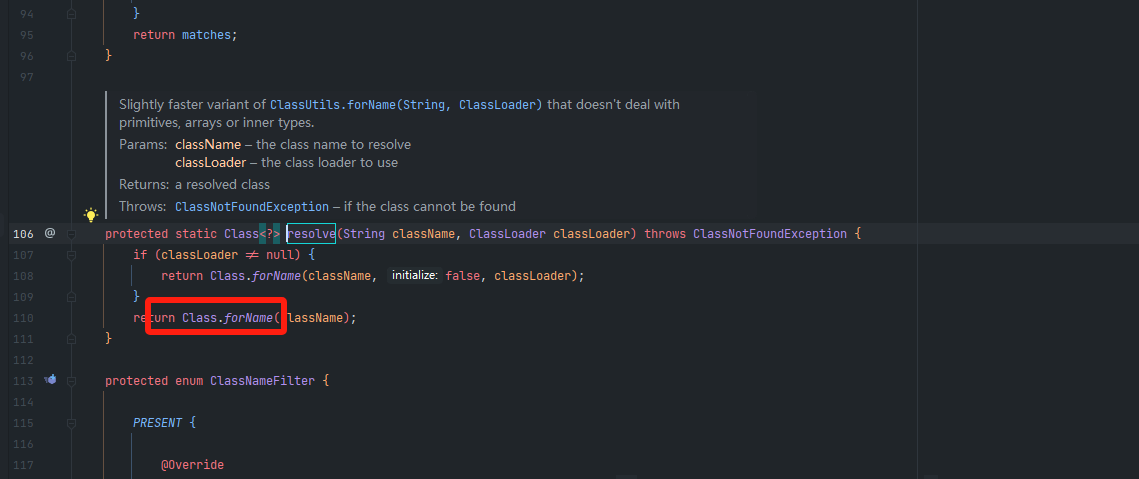 94 }
95 return matches;
96 }
97
Slightly faster variant of ClassUtils.forName(String, ClassLoader) that doesn't deal with
primitives, arrays or inner types.
Params: className – the class name to resolve
classLoader – the class loader to use
Returns: a resolved class
Throws: ClassNotFoundException – if the class cannot be found
106 @ protected static Class<?> resolve(String className, ClassLoader classLoader) throws ClassNotFoundException {
107 if (classLoader ≠ null) {
108 return Class.forName(className, initialize: false, classLoader);
109 }
110 return Class.forName(className);
111 }
112
113 protected enum ClassNameFilter {
114
115 PRESENT {
116
117 @Override